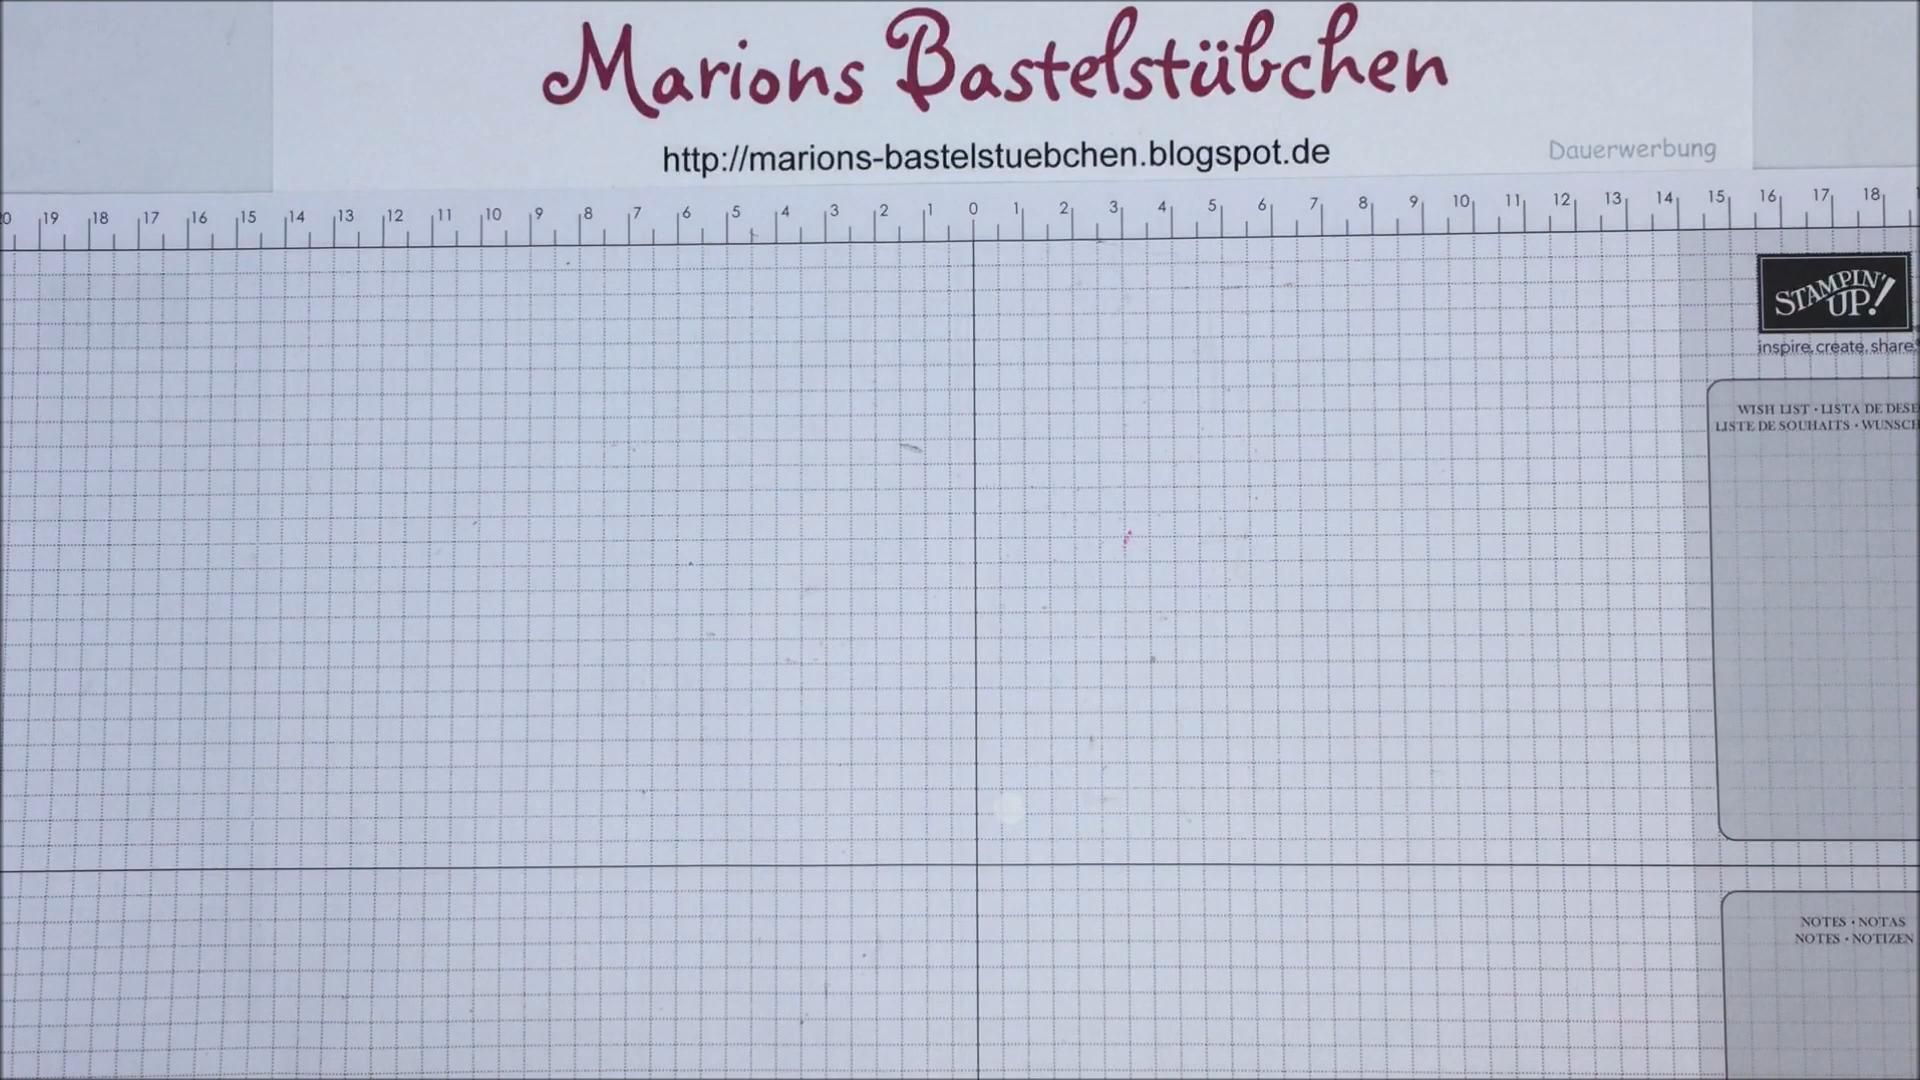 Marions Bastelstübchen
http://marions-bastelstuebchen.blogspot.de
Dauerwerbung
19 18 17 16 15 14 13 12 11 10 9 8 7 6 5 4 3 2 1 0 1 2 3 4 5 6 7 8 9 10 11 12 13 14 15 16 17 18
STAMPIN' UP!
inspire.create.share
WISH LIST • LISTA DE
LISTE DE SOUHAITS •
NOTES • NOTAS
NOTES • NOTIZEN